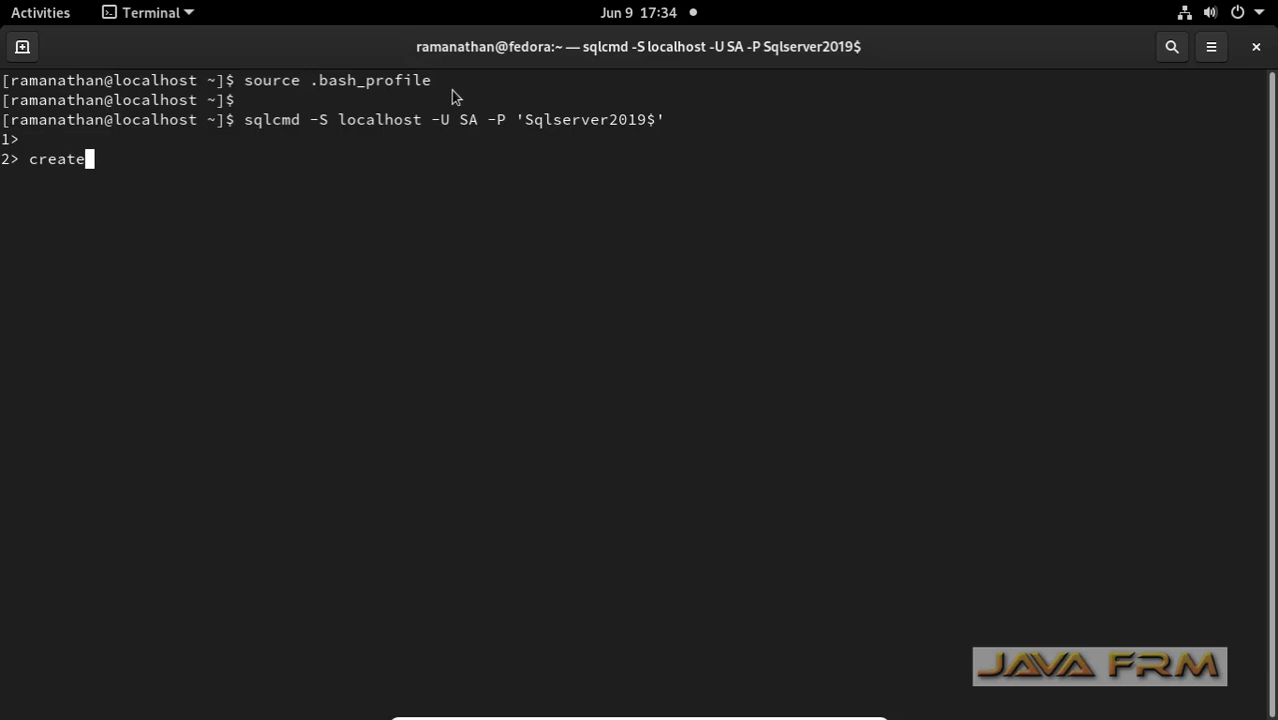 Activities Terminal Jun 9 17:34
ramanathan@fedora:~ — sqlcmd -S localhost -U SA -P Sqlserver2019$
[ramanathan@localhost ~]$ source .bash_profile
[ramanathan@localhost ~]$
[ramanathan@localhost ~]$ sqlcmd -S localhost -U SA -P 'Sqlserver2019$'
1>
2> create
JAVA FRM